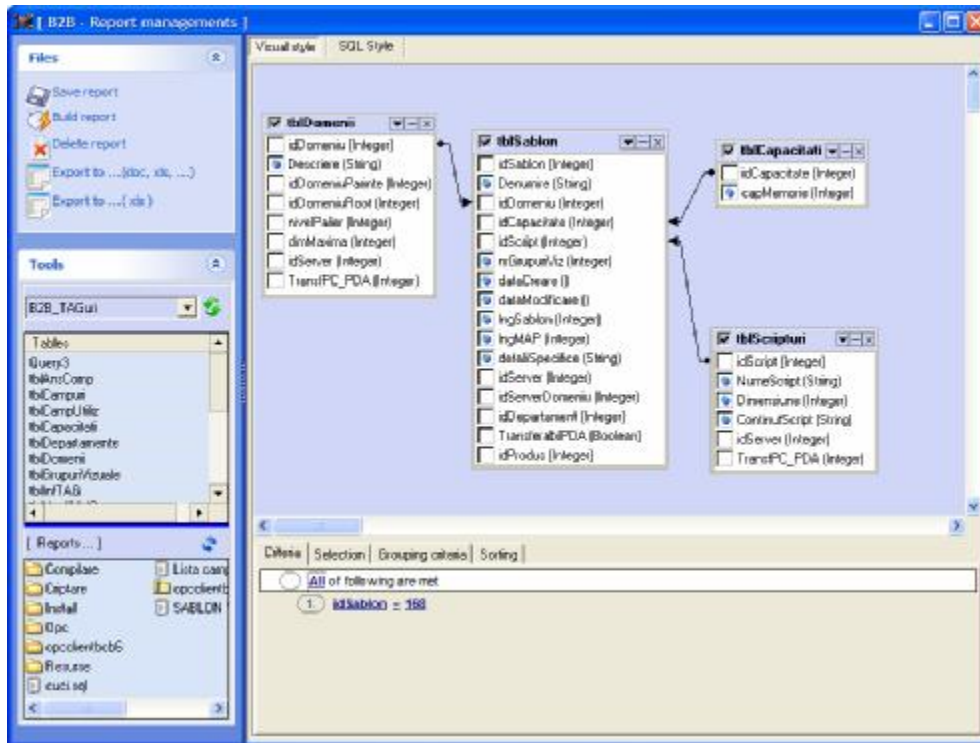 [ B2B - Report managements ]
Files
Save report
Build report
Delete report
Export to ...(doc, xls, ...)
Export to ...( xls )
Tools
B2B_TAGuri
Tables
Query3
tblAnsComp
tblCampuri
tblCampUtiliz
tblCapacitati
tblDepartamente
tblDomenii
tblGrupuriVizuale
tblInfTAG
[ Reports... ]
Compilare
Criptare
Install
Opc
opcclientbcb6
Resurse
Lista camp
opcclientb
SABLON
Visual style
SQL Style
tblDomenii
idDomeniu (Integer)
Descriere (String)
idDomeniuParinte (Integer)
idDomeniuRoot (Integer)
nivelPalier (Integer)
dimMaxima (Integer)
idServer (Integer)
TransfPC_PDA (Integer)
tblSablon
idSablon (Integer)
Denumire (String)
idDomeniu (Integer)
idCapacitate (Integer)
idScript (Integer)
nrGrupuriViz (Integer)
dataCreare ()
dataModificare ()
lngSablon (Integer)
lngMAP (Integer)
detaliiSpecifice (String)
idServer (Integer)
idServerDomeniu (Integer)
idDepartament (Integer)
TransferabilPDA (Boolean)
idProdus (Integer)
tblCapacitati
idCapacitate (Integer)
capMemorie (Integer)
tblScripturi
idScript (Integer)
NumeScript (String)
Dimensiune (Integer)
ContinutScript (String)
idServer (Integer)
TransfPC_PDA (Integer)
Criteria
Selection
Grouping criteria
Sorting
All of following are met
1. idSablon = 168